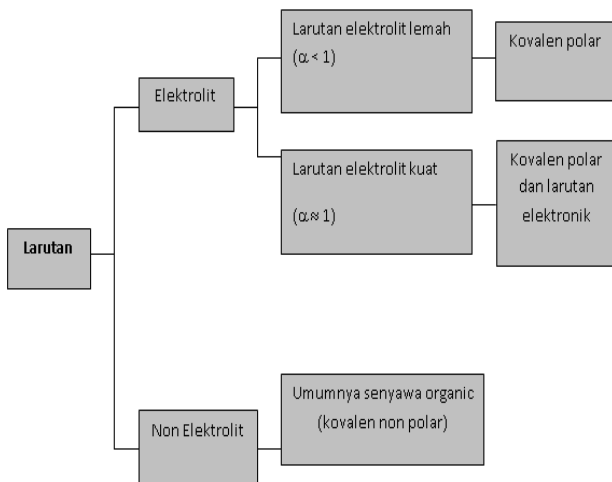 Larutan
Elektrolit
Larutan elektrolit lemah
(α < 1)
Kovalen polar
Larutan elektrolit kuat
(α ≈ 1)
Kovalen polar
dan larutan
elektronik
Non Elektrolit
Umumnya senyawa organic
(kovalen non polar)